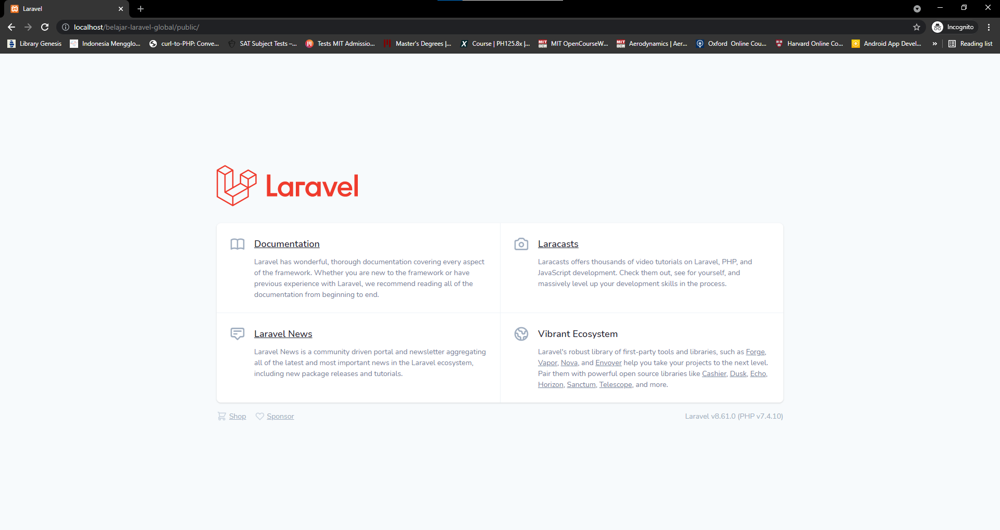 Laravel
localhost/belajar-laravel-global/public/
Incognito
Library Genesis
Indonesia Mengglo...
curl-to-PHP: Conve...
SAT Subject Tests –...
Tests MIT Admissio...
Master's Degrees |...
Course | PH125.8x |...
MIT OpenCourseW...
Aerodynamics | Aer...
Oxford Online Cou...
Harvard Online Co...
Android App Devel...
»
Reading list
Laravel
Documentation
Laravel has wonderful, thorough documentation covering every aspect
of the framework. Whether you are new to the framework or have
previous experience with Laravel, we recommend reading all of the
documentation from beginning to end.
Laracasts
Laracasts offers thousands of video tutorials on Laravel, PHP, and
JavaScript development. Check them out, see for yourself, and
massively level up your development skills in the process.
Laravel News
Laravel News is a community driven portal and newsletter aggregating
all of the latest and most important news in the Laravel ecosystem,
including new package releases and tutorials.
Vibrant Ecosystem
Laravel's robust library of first-party tools and libraries, such as Forge,
Vapor, Nova, and Envoyer help you take your projects to the next level.
Pair them with powerful open source libraries like Cashier, Dusk, Echo,
Horizon, Sanctum, Telescope, and more.
Shop
Sponsor
Laravel v8.61.0 (PHP v7.4.10)